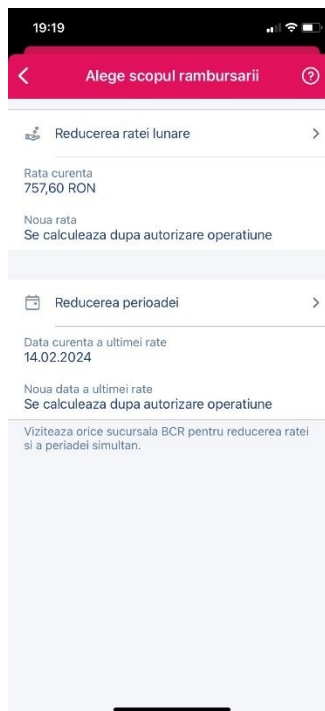 19:19
Alege scopul rambursarii
Reducerea ratei lunare
Rata curenta
757,60 RON
Noua rata
Se calculeaza dupa autorizare operatiune
Reducerea perioadei
Data curenta a ultimei rate
14.02.2024
Noua data a ultimei rate
Se calculeaza dupa autorizare operatiune
Viziteaza orice sucursala BCR pentru reducerea ratei
si a periadei simultan.